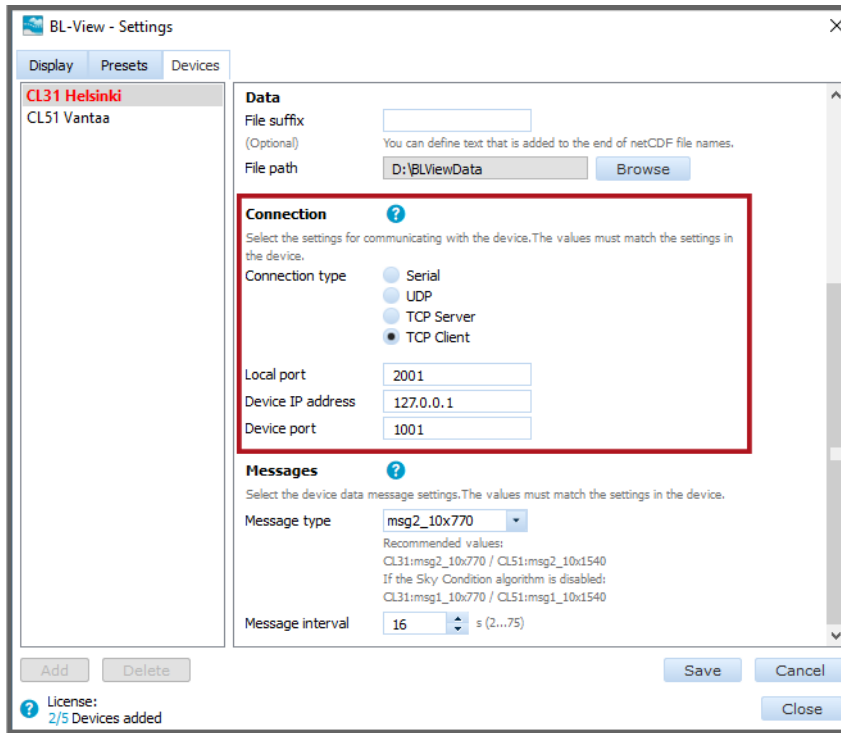 BL-View - Settings
Display Presets Devices
CL31 Helsinki
CL51 Vantaa
Data
File suffix
(Optional) You can define text that is added to the end of netCDF file names.
File path D:\BLViewData Browse
Connection ?
Select the settings for communicating with the device.The values must match the settings in
the device.
Connection type Serial
UDP
TCP Server
TCP Client
Local port 2001
Device IP address 127.0.0.1
Device port 1001
Messages ?
Select the device data message settings.The values must match the settings in the device.
Message type msg2_10x770
Recommended values:
CL31:msg2_10x770 / CL51:msg2_10x1540
If the Sky Condition algorithm is disabled:
CL31:msg1_10x770 / CL51:msg1_10x1540
Message interval 16 s (2...75)
Add Delete Save Cancel
? License:
2/5 Devices added Close